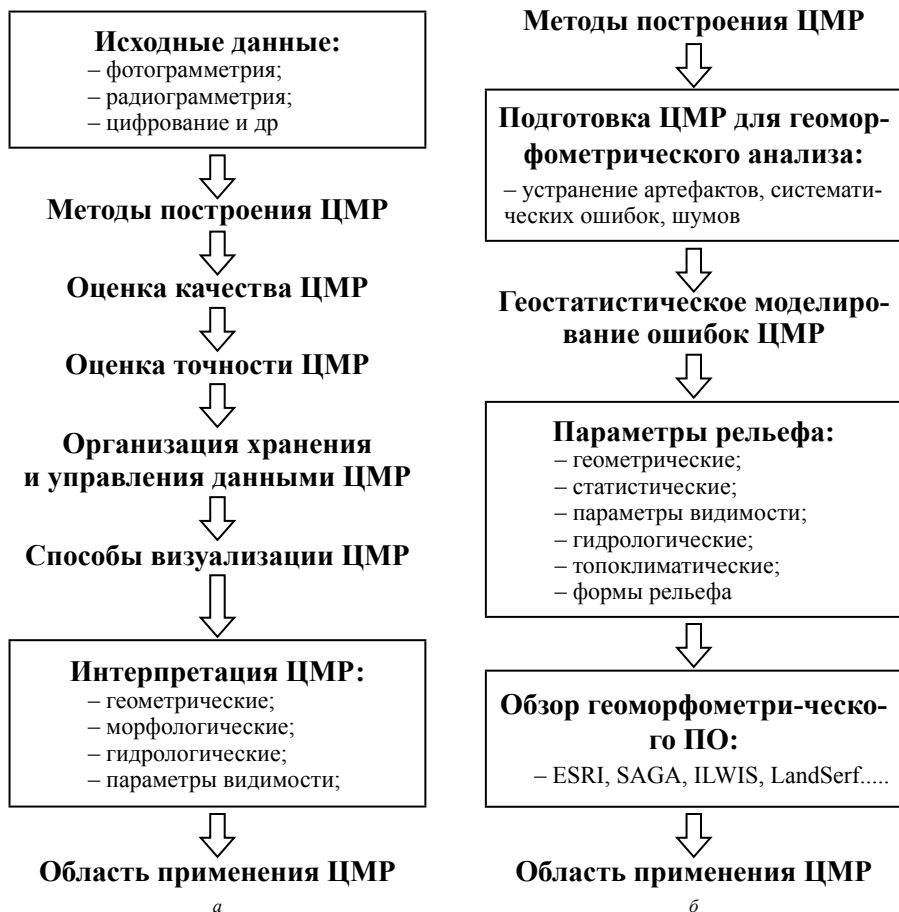 Исходные данные:
– фотограмметрия;
– радиограмметрия;
– цифрование и др
Методы построения ЦМР
Оценка качества ЦМР
Оценка точности ЦМР
Организация хранения
и управления данными ЦМР
Способы визуализации ЦМР
Интерпретация ЦМР:
– геометрические;
– морфологические;
– гидрологические;
– параметры видимости;
Область применения ЦМР
а
Методы построения ЦМР
Подготовка ЦМР для геомор-
фометрического анализа:
– устранение артефактов, системати-
ческих ошибок, шумов
Геостатистическое моделиро-
вание ошибок ЦМР
Параметры рельефа:
– геометрические;
– статистические;
– параметры видимости;
– гидрологические;
– топоклиматические;
– формы рельефа
Обзор геоморфометри-ческо-
го ПО:
– ESRI, SAGA, ILWIS, LandSerf.....
Область применения ЦМР
б